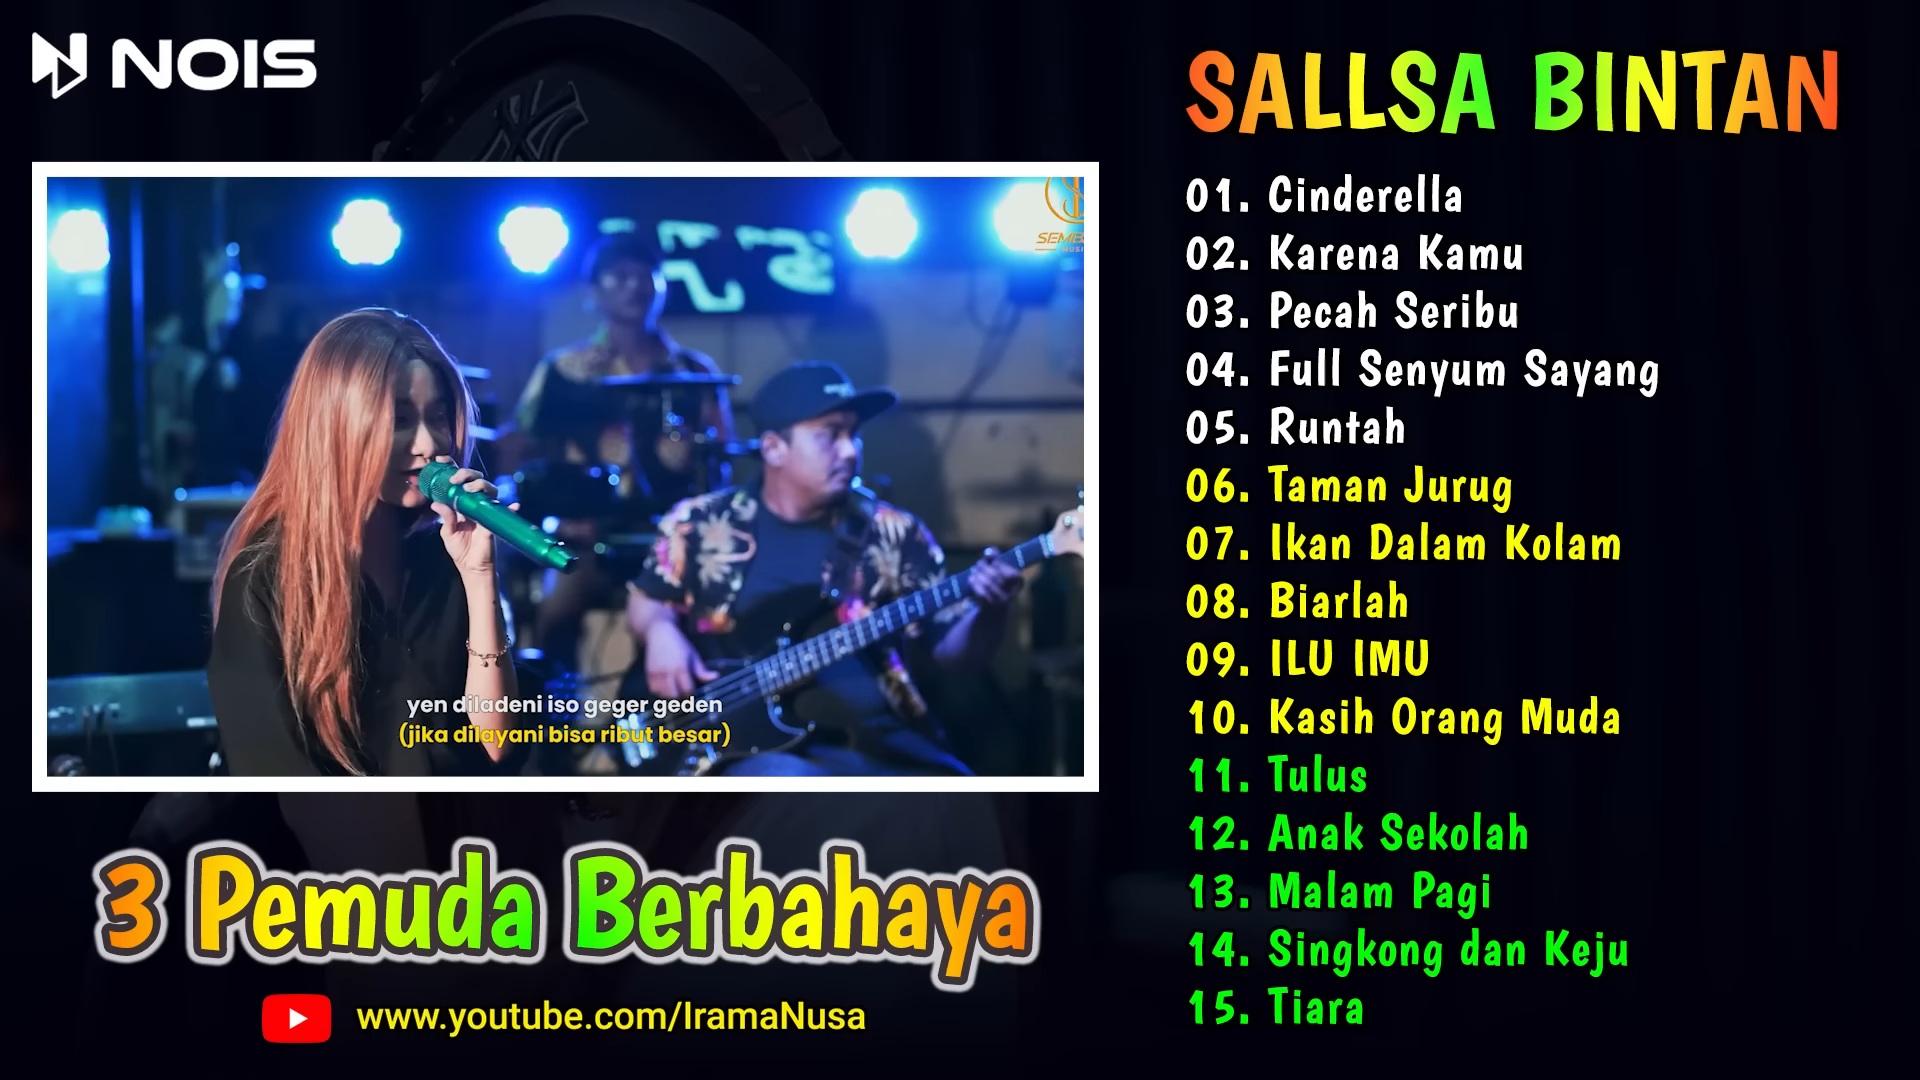 NOIS
SALLSA BINTAN
01. Cinderella
02. Karena Kamu
03. Pecah Seribu
04. Full Senyum Sayang
05. Runtah
06. Taman Jurug
07. Ikan Dalam Kolam
08. Biarlah
09. ILU IMU
10. Kasih Orang Muda
11. Tulus
12. Anak Sekolah
13. Malam Pagi
14. Singkong dan Keju
15. Tiara
yen diladeni iso geger geden
(jika dilayani bisa ribut besar)
3 Pemuda Berbahaya
www.youtube.com/IramaNusa